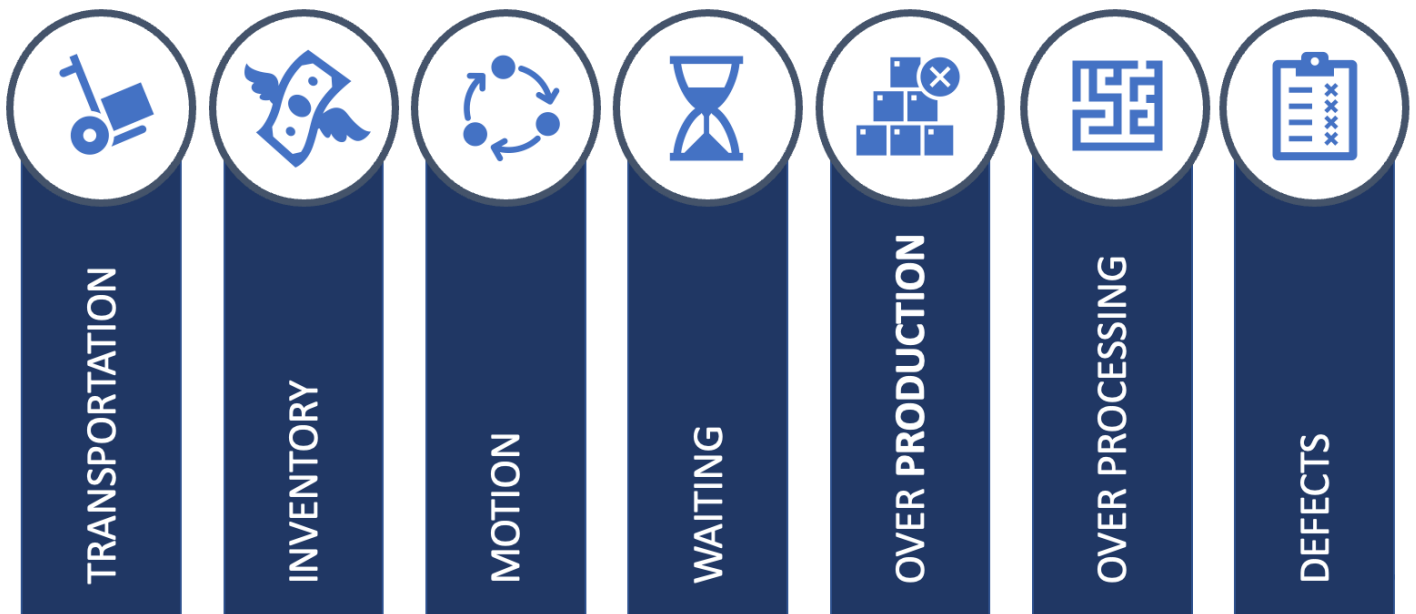 TRANSPORTATION
INVENTORY
MOTION
WAITING
OVER PRODUCTION
OVER PROCESSING
DEFECTS